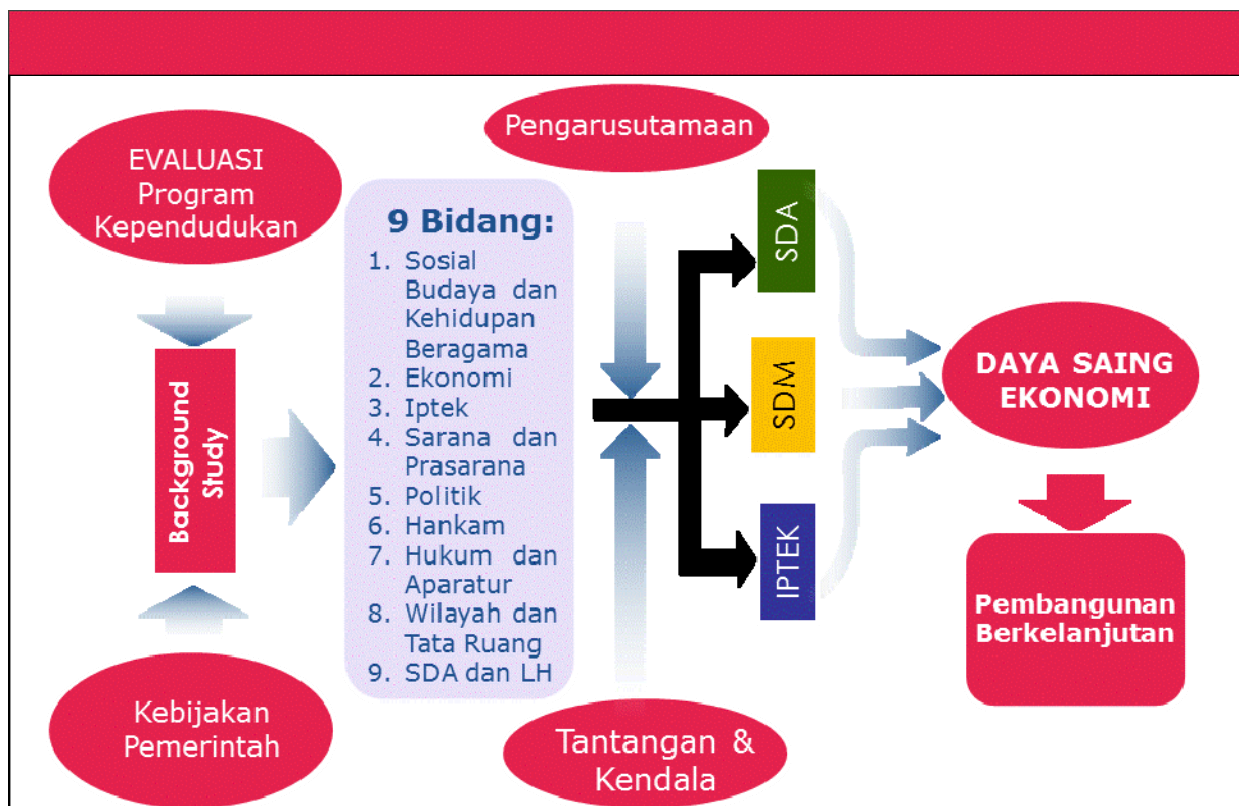 EVALUASI
Program
Kependudukan
Background
Study
Kebijakan
Pemerintah
9 Bidang:
1. Sosial
Budaya dan
Kehidupan
Beragama
2. Ekonomi
3. Iptek
4. Sarana dan
Prasarana
5. Politik
6. Hankam
7. Hukum dan
Aparatur
8. Wilayah dan
Tata Ruang
9. SDA dan LH
Pengarusutamaan
Tantangan &
Kendala
SDA
SDM
IPTEK
DAYA SAING
EKONOMI
Pembangunan
Berkelanjutan